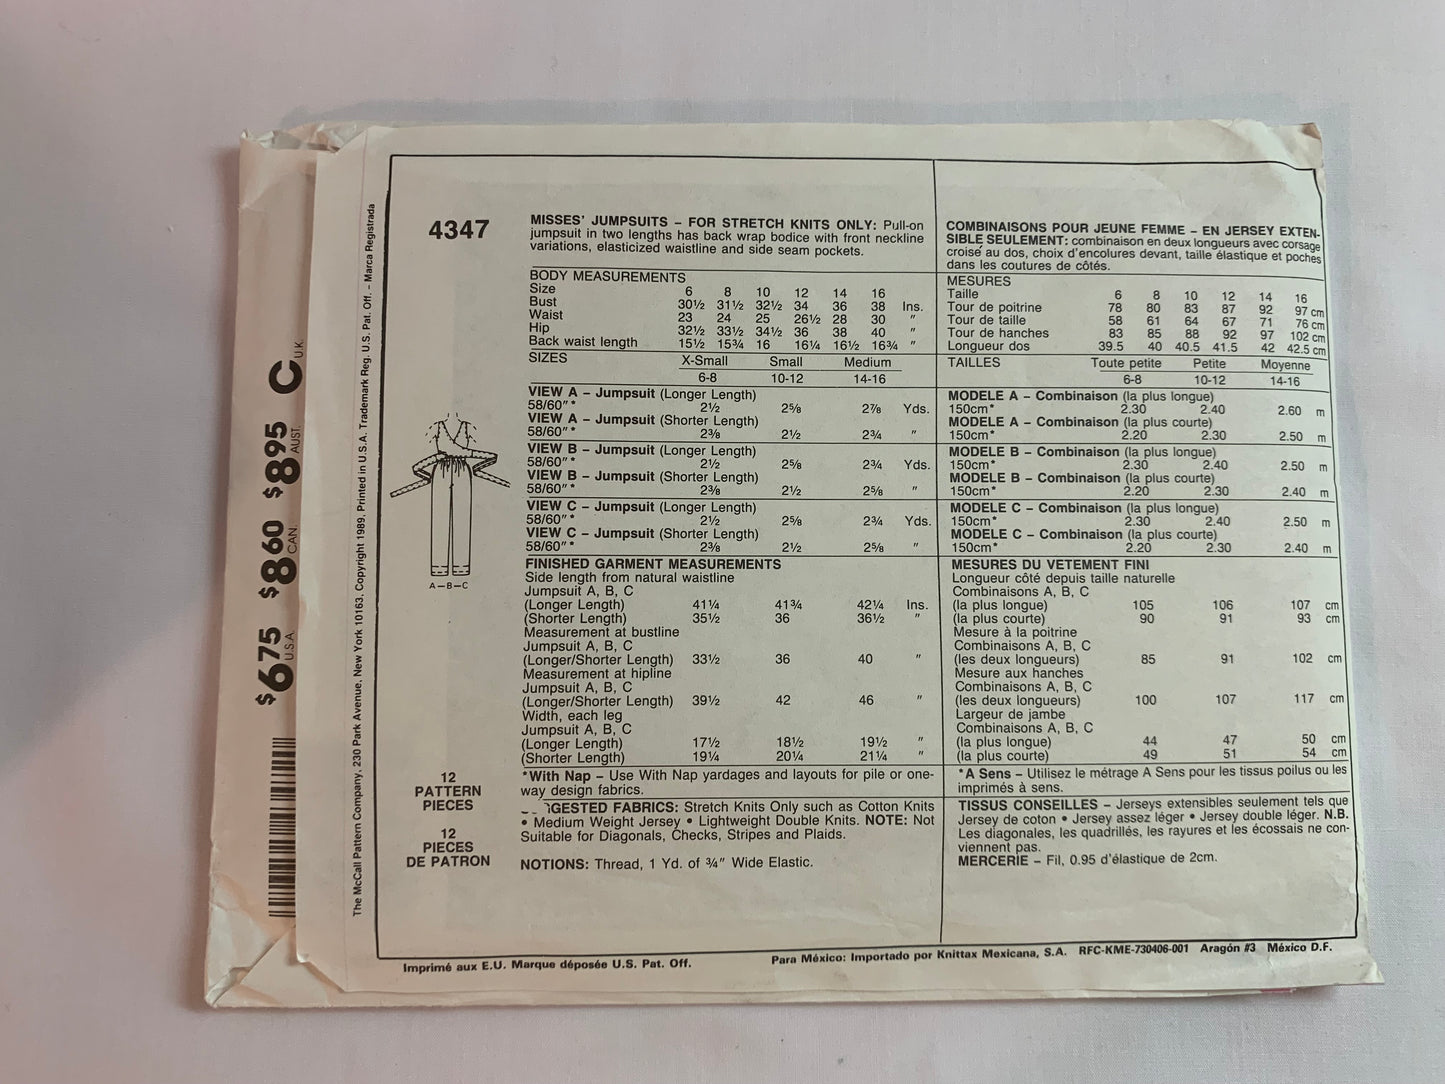 $675 U.S.A. $860 CAN. $895 AUST. C U.K.
The McCall Pattern Company, 230 Park Avenue, New York 10163. Copyright 1989. Printed in U.S.A. Trademark Reg. U.S. Pat. Off. – Marca Registrada
4347
A–B–C
12
PATTERN
PIECES
12
PIECES
DE PATRON
MISSES' JUMPSUITS – FOR STRETCH KNITS ONLY: Pull-on
jumpsuit in two lengths has back wrap bodice with front neckline
variations, elasticized waistline and side seam pockets.
BODY MEASUREMENTS
Size 6 8 10 12 14 16
Bust 30½ 31½ 32½ 34 36 38 Ins.
Waist 23 24 25 26½ 28 30 "
Hip 32½ 33½ 34½ 36 38 40 "
Back waist length 15½ 15¾ 16 16¼ 16½ 16¾ "
SIZES X-Small Small Medium
6-8 10-12 14-16
VIEW A – Jumpsuit (Longer Length)
58/60"* 2½ 2⅝ 2⅞ Yds.
VIEW A – Jumpsuit (Shorter Length)
58/60"* 2⅜ 2½ 2¾ "
VIEW B – Jumpsuit (Longer Length)
58/60"* 2½ 2⅝ 2¾ Yds.
VIEW B – Jumpsuit (Shorter Length)
58/60"* 2⅜ 2½ 2⅝ "
VIEW C – Jumpsuit (Longer Length)
58/60"* 2½ 2⅝ 2¾ Yds.
VIEW C – Jumpsuit (Shorter Length)
58/60"* 2⅜ 2½ 2⅝ "
FINISHED GARMENT MEASUREMENTS
Side length from natural waistline
Jumpsuit A, B, C
(Longer Length) 41¼ 41¾ 42¼ Ins.
(Shorter Length) 35½ 36 36½ "
Measurement at bustline
Jumpsuit A, B, C
(Longer/Shorter Length) 33½ 36 40 "
Measurement at hipline
Jumpsuit A, B, C
(Longer/Shorter Length) 39½ 42 46 "
Width, each leg
Jumpsuit A, B, C
(Longer Length) 17½ 18½ 19½ "
(Shorter Length) 19¼ 20¼ 21¼ "
*With Nap – Use With Nap yardages and layouts for pile or one-
way design fabrics.
GESTED FABRICS: Stretch Knits Only such as Cotton Knits
• Medium Weight Jersey • Lightweight Double Knits. NOTE: Not
Suitable for Diagonals, Checks, Stripes and Plaids.
NOTIONS: Thread, 1 Yd. of ¾" Wide Elastic.
COMBINAISONS POUR JEUNE FEMME – EN JERSEY EXTEN-
SIBLE SEULEMENT: combinaison en deux longueurs avec corsage
croisé au dos, choix d'encolures devant, taille élastique et poches
dans les coutures de côtés.
MESURES
Taille 6 8 10 12 14 16
Tour de poitrine 78 80 83 87 92 97 cm
Tour de taille 58 61 64 67 71 76 cm
Tour de hanches 83 85 88 92 97 102 cm
Longueur dos 39.5 40 40.5 41.5 42 42.5 cm
TAILLES Toute petite Petite Moyenne
6-8 10-12 14-16
MODELE A – Combinaison (la plus longue)
150cm* 2.30 2.40 2.60 m
MODELE A – Combinaison (la plus courte)
150cm* 2.20 2.30 2.50 m
MODELE B – Combinaison (la plus longue)
150cm* 2.30 2.40 2.50 m
MODELE B – Combinaison (la plus courte)
150cm* 2.20 2.30 2.40 m
MODELE C – Combinaison (la plus longue)
150cm* 2.30 2.40 2.50 m
MODELE C – Combinaison (la plus courte)
150cm* 2.20 2.30 2.40 m
MESURES DU VETEMENT FINI
Longueur côté depuis taille naturelle
Combinaisons A, B, C
(la plus longue) 105 106 107 cm
(la plus courte) 90 91 93 cm
Mesure à la poitrine
Combinaisons A, B, C
(les deux longueurs) 85 91 102 cm
Mesure aux hanches
Combinaisons A, B, C
(les deux longueurs) 100 107 117 cm
Largeur de jambe
Combinaisons A, B, C
(la plus longue) 44 47 50 cm
(la plus courte) 49 51 54 cm
*A Sens – Utilisez le métrage A Sens pour les tissus poilus ou les
imprimés à sens.
TISSUS CONSEILLES – Jerseys extensibles seulement tels que
Jersey de coton • Jersey assez léger • Jersey double léger. N.B.
Les diagonales, les quadrillés, les rayures et les écossais ne con-
viennent pas.
MERCERIE – Fil, 0.95 d'élastique de 2cm.
Imprimé aux E.U. Marque déposée U.S. Pat. Off.
Para México: Importado por Knittax Mexicana, S.A. RFC-KME-730406-001 Aragón #3 México D.F.